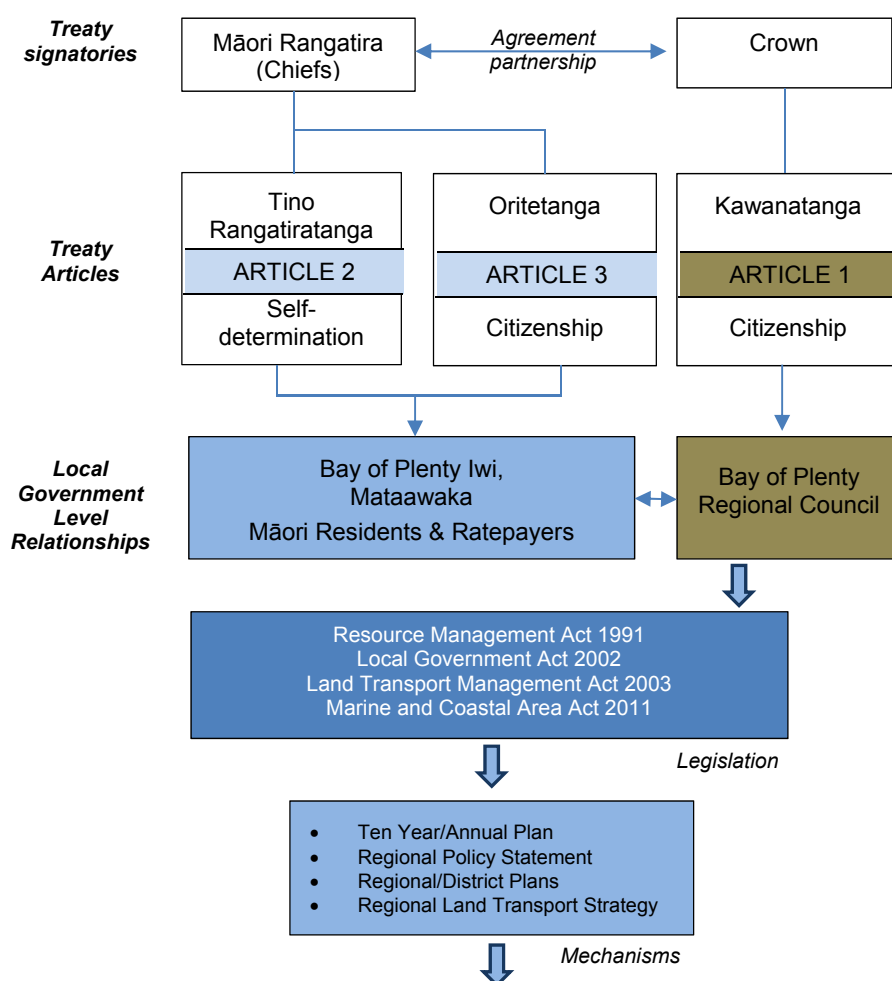 Treaty
signatories
Māori Rangatira
(Chiefs)
Agreement
partnership
Crown
Treaty
Articles
Tino
Rangatiratanga
ARTICLE 2
Self-
determination
Oritetanga
ARTICLE 3
Citizenship
Kawanatanga
ARTICLE 1
Citizenship
Local
Government
Level
Relationships
Bay of Plenty Iwi,
Mataawaka
Māori Residents & Ratepayers
Bay of Plenty
Regional Council
Resource Management Act 1991
Local Government Act 2002
Land Transport Management Act 2003
Marine and Coastal Area Act 2011
Legislation
• Ten Year/Annual Plan
• Regional Policy Statement
• Regional/District Plans
• Regional Land Transport Strategy
Mechanisms